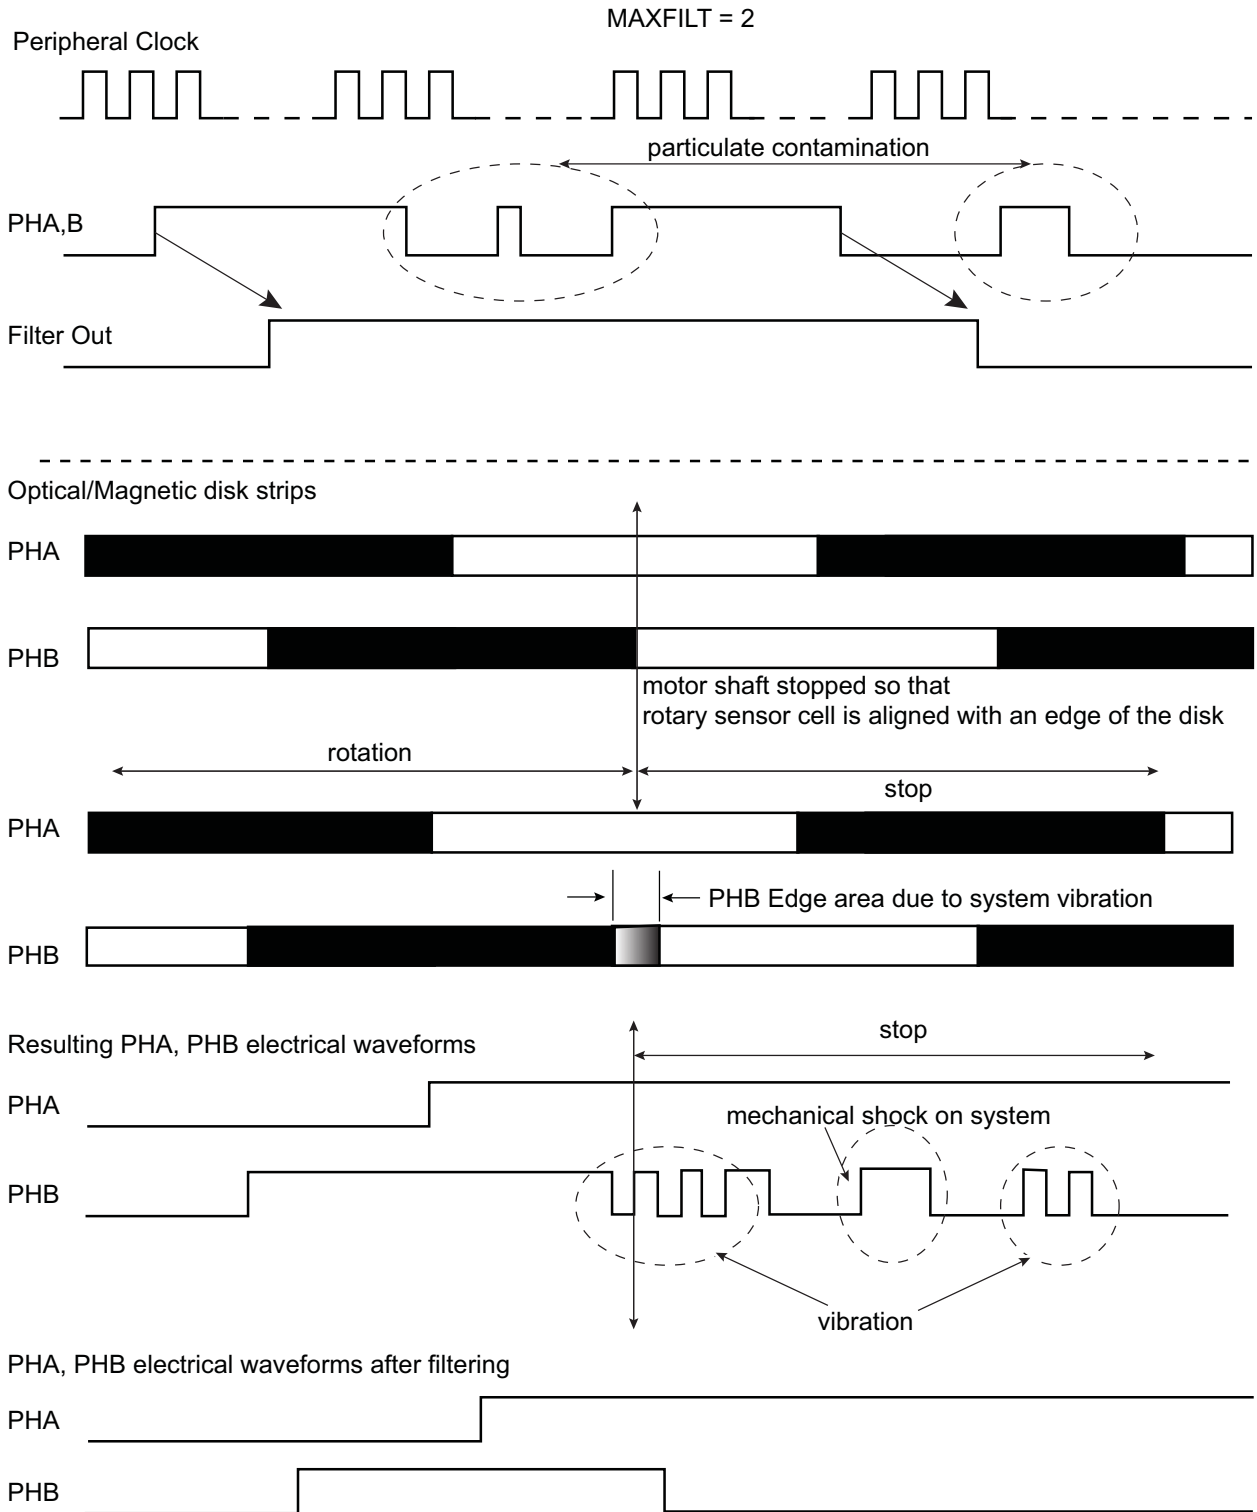 MAXFILT = 2
Peripheral Clock
particulate contamination
PHA,B
Filter Out
Optical/Magnetic disk strips
PHA
PHB
motor shaft stopped so that
rotary sensor cell is aligned with an edge of the disk
rotation
stop
PHA
PHB Edge area due to system vibration
PHB
stop
Resulting PHA, PHB electrical waveforms
PHA
mechanical shock on system
PHB
vibration
PHA, PHB electrical waveforms after filtering
PHA
PHB